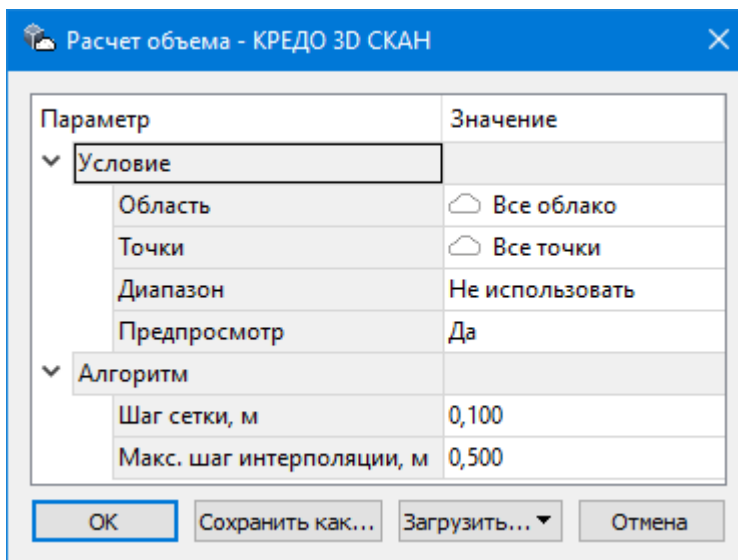 Расчет объема - КРЕДО 3D СКАН
Параметр Значение
Условие
Область Все облако
Точки Все точки
Диапазон Не использовать
Предпросмотр Да
Алгоритм
Шаг сетки, м 0,100
Макс. шаг интерполяции, м 0,500
ОК Сохранить как... Загрузить... Отмена